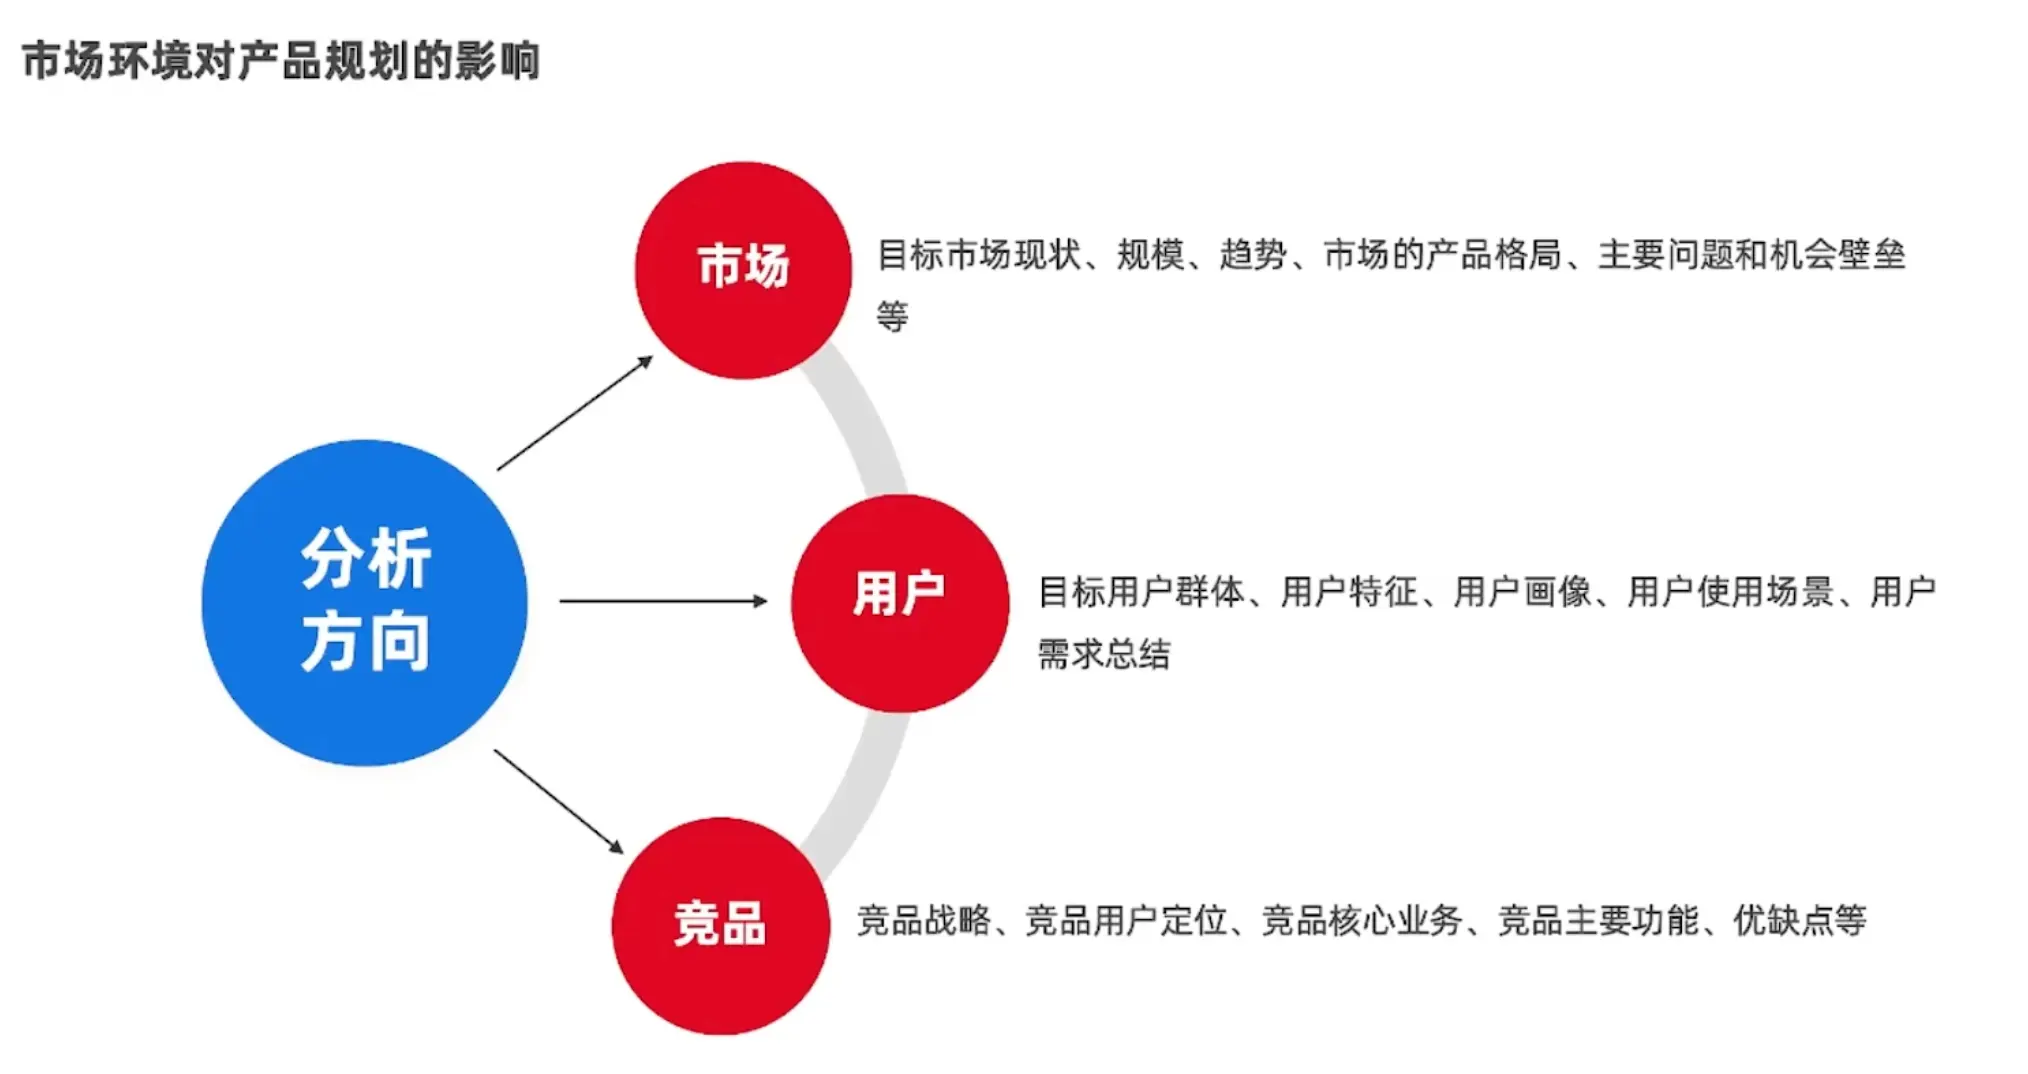 市场环境对产品规划的影响
市场
目标市场现状、规模、趋势、市场的产品格局、主要问题和机会壁垒
等
分析
方向
用户
目标用户群体、用户特征、用户画像、用户使用场景、用户
需求总结
竞品
竞品战略、竞品用户定位、竞品核心业务、竞品主要功能、优缺点等